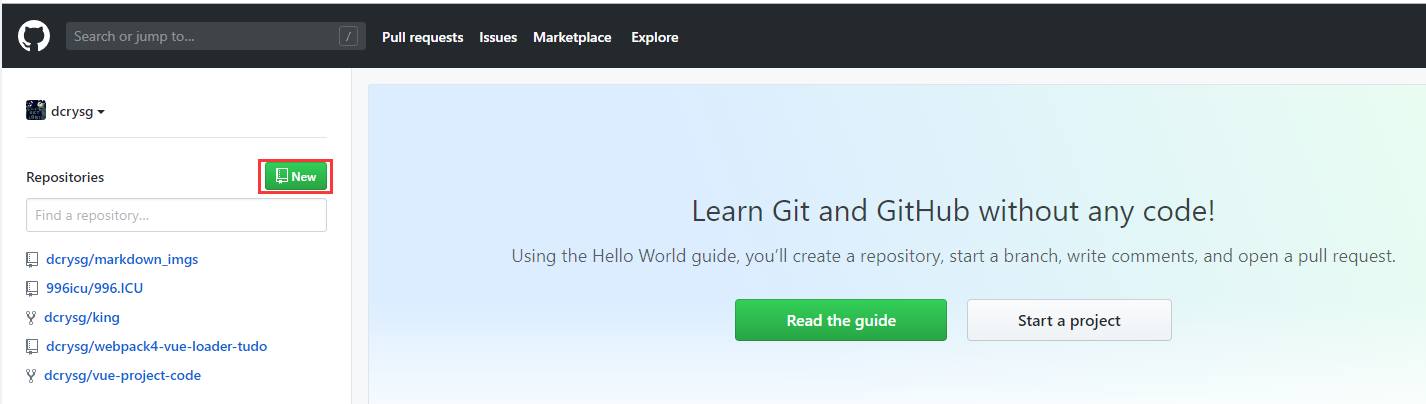 Search or jump to...
/
Pull requests
Issues
Marketplace
Explore
dcrysg
Repositories
New
Find a repository...
dcrysg/markdown_imgs
996icu/996.ICU
dcrysg/king
dcrysg/webpack4-vue-loader-tudo
dcrysg/vue-project-code
Learn Git and GitHub without any code!
Using the Hello World guide, you’ll create a repository, start a branch, write comments, and open a pull request.
Read the guide
Start a project